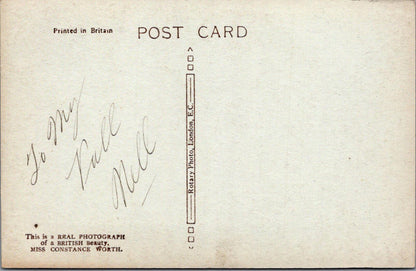 Printed in Britain
POST CARD
Rotary Photo, London, E.C.
To My
Nell
This is a REAL PHOTOGRAPH
of a BRITISH Beauty.
MISS CONSTANCE WORTH.